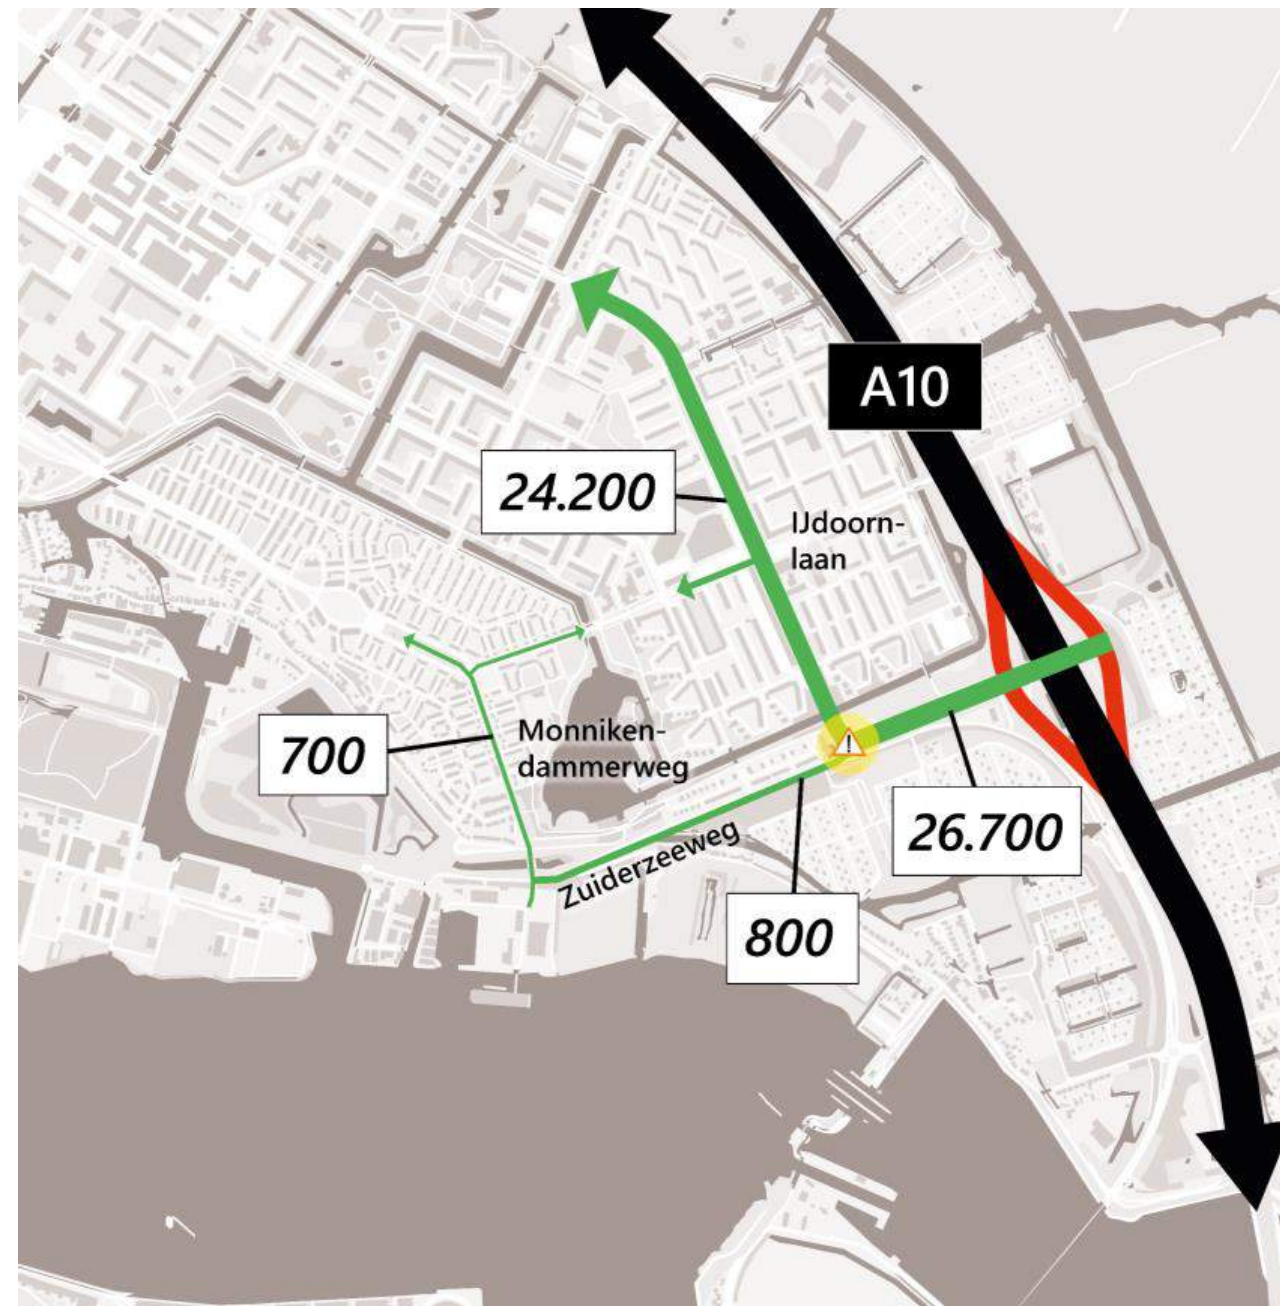 A10
24.200
IJdoorn-
laan
700
Monniken-
dammerweg
26.700
Zuiderzeeweg
800
!